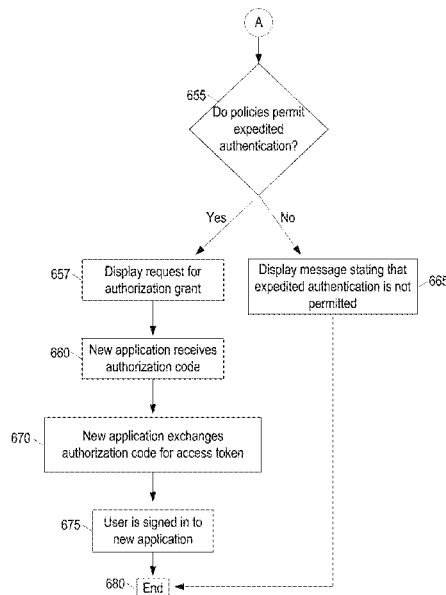 A
655
Do policies permit
expedited
authentication?
Yes
No
657
Display request for
authorization grant
Display message stating that
expedited authentication is not
permitted
665
660
New application receives
authorization code
670
New application exchanges
authorization code for access token
675
User is signed in to
new application
680
End